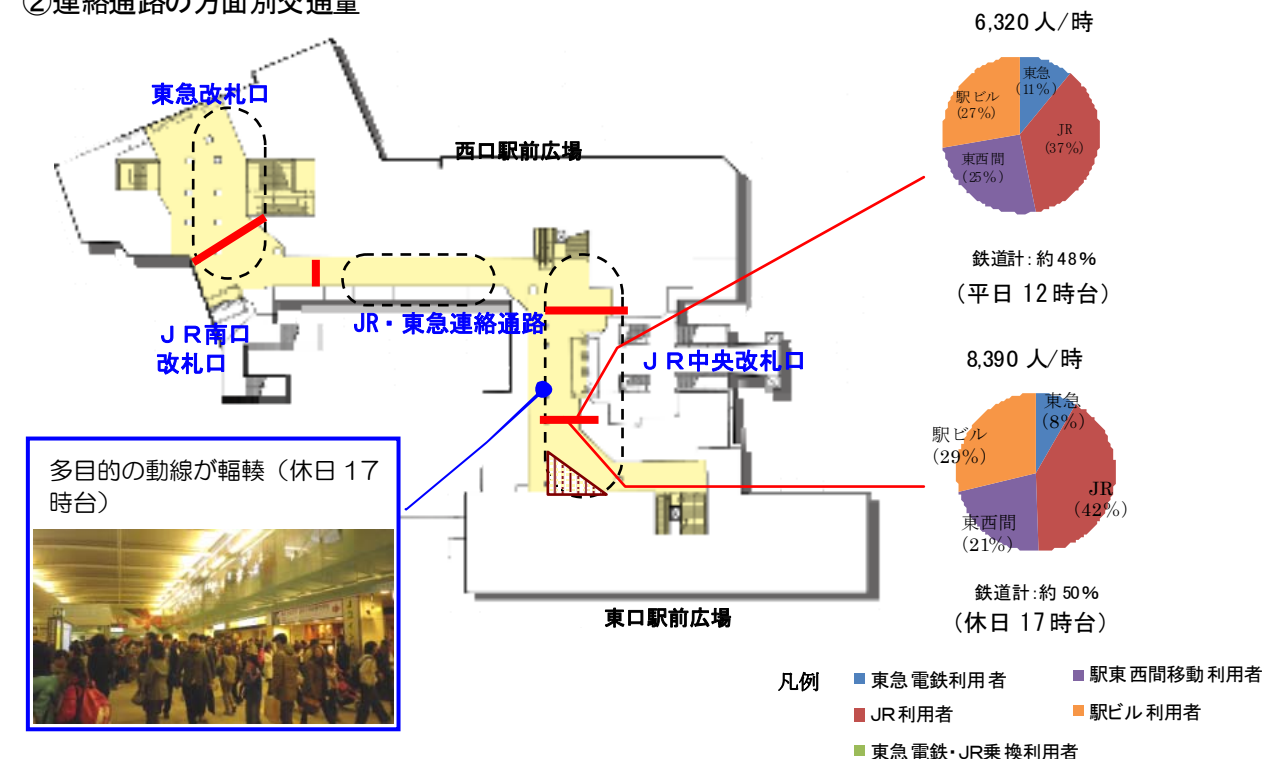 ②連絡通路の方面別交通量
6,320 人/時
東急改札口
東急
(11%)
駅ビル
(27%)
JR
(37%)
西口駅前広場
東西間
(25%)
鉄道計：約48%
(平日 12時台)
JR南口
改札口
JR・東急連絡通路
JR中央改札口
8,390 人/時
東急
(8%)
駅ビル
(29%)
JR
(42%)
東西間
(21%)
多目的の動線が輻輳（休日 17
時台）
鉄道計：約 50%
(休日 17時台)
東口駅前広場
凡例
東急電鉄利用者
駅東西間移動利用者
JR利用者
駅ビル利用者
東急電鉄・JR乗換利用者